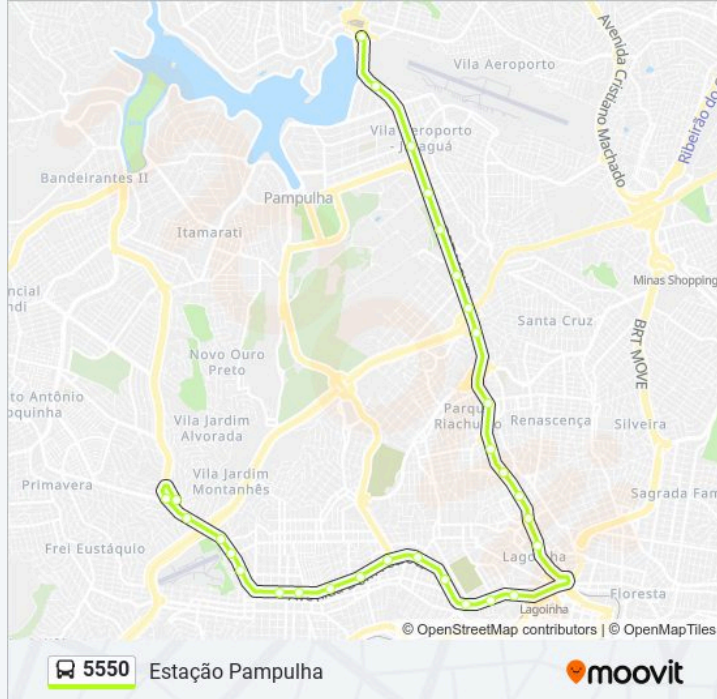 Avenida Cristiano Machado
Ribeirão do
Vila Aeroporto
Vila Aeroporto
- Jaraguá
Bandeirantes II
Pampulha
Itamarati
Minas Shopping
Santa Cruz
BRT MOVE
Novo Ouro
Preto
Parque
Riachuelo
Renascença
Silveira
Vila Jardim
Alvorada
Vila Jardim
Montanhês
Primavera
Sagrada Fam
Frei Eustáquio
Lagoinha
Floresta
Lagoinha
© OpenStreetMap contributors | © OpenMapTiles
5550 Estação Pampulha
moovit